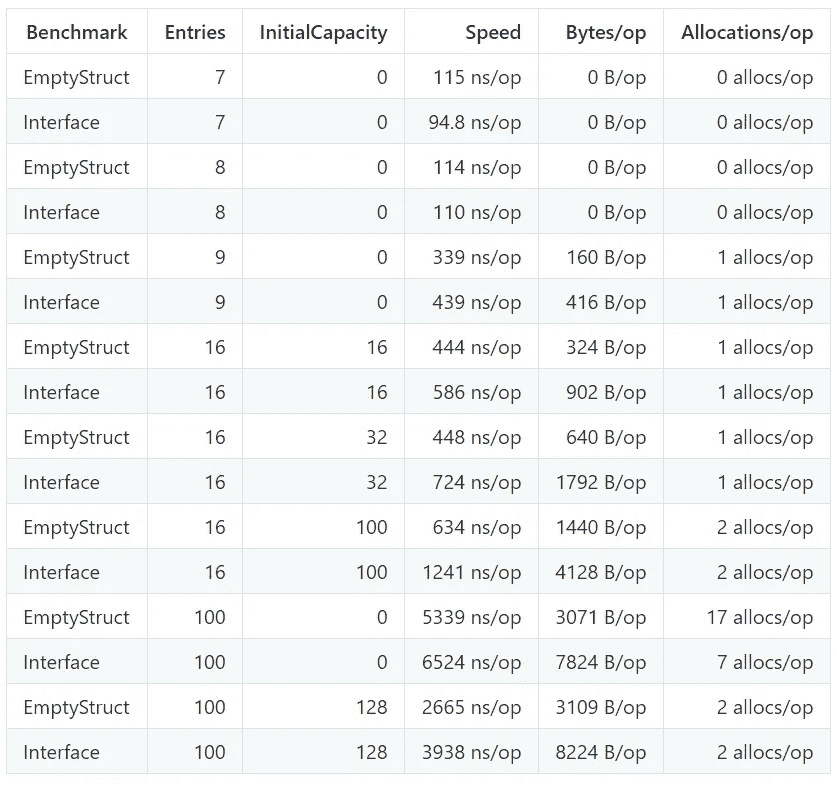 Benchmark Entries InitialCapacity Speed Bytes/op Allocations/op
EmptyStruct 7 0 115 ns/op 0 B/op 0 allocs/op
Interface 7 0 94.8 ns/op 0 B/op 0 allocs/op
EmptyStruct 8 0 114 ns/op 0 B/op 0 allocs/op
Interface 8 0 110 ns/op 0 B/op 0 allocs/op
EmptyStruct 9 0 339 ns/op 160 B/op 1 allocs/op
Interface 9 0 439 ns/op 416 B/op 1 allocs/op
EmptyStruct 16 16 444 ns/op 324 B/op 1 allocs/op
Interface 16 16 586 ns/op 902 B/op 1 allocs/op
EmptyStruct 16 32 448 ns/op 640 B/op 1 allocs/op
Interface 16 32 724 ns/op 1792 B/op 1 allocs/op
EmptyStruct 16 100 634 ns/op 1440 B/op 2 allocs/op
Interface 16 100 1241 ns/op 4128 B/op 2 allocs/op
EmptyStruct 100 0 5339 ns/op 3071 B/op 17 allocs/op
Interface 100 0 6524 ns/op 7824 B/op 7 allocs/op
EmptyStruct 100 128 2665 ns/op 3109 B/op 2 allocs/op
Interface 100 128 3938 ns/op 8224 B/op 2 allocs/op